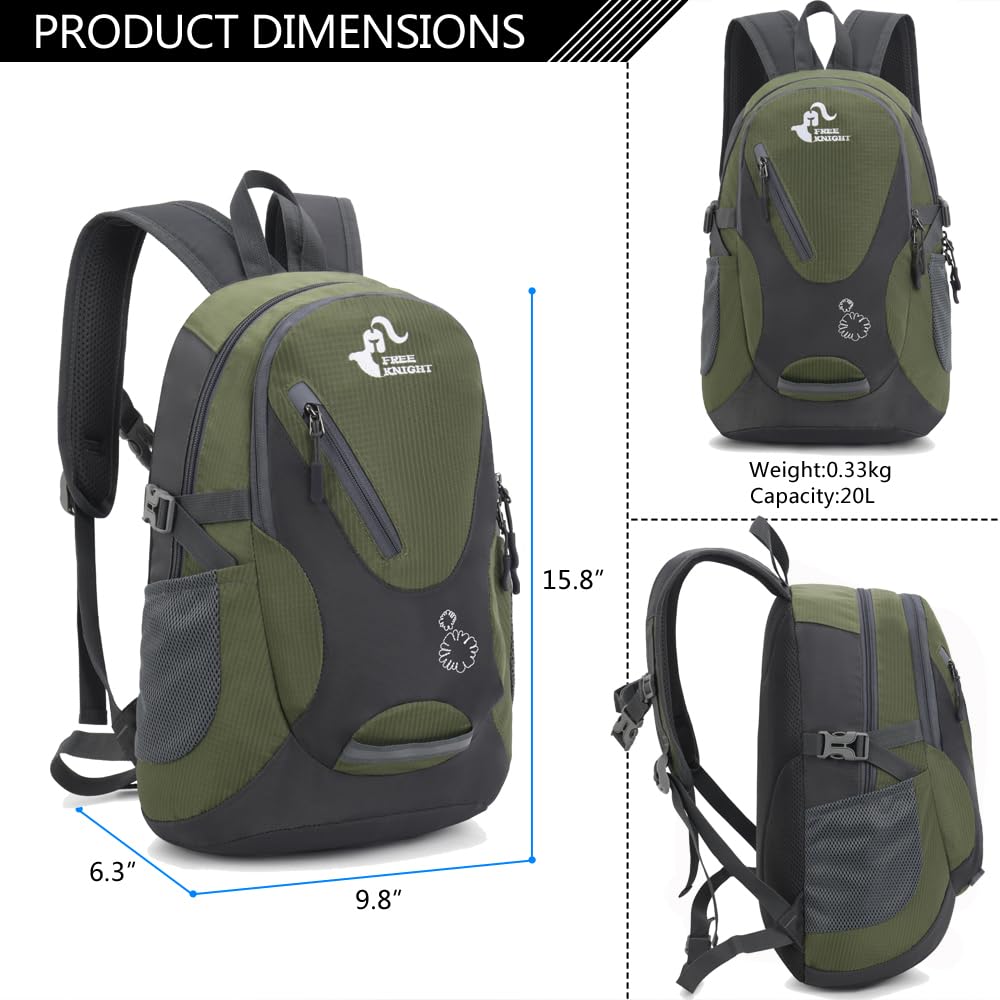 PRODUCT DIMENSIONS
FREE
KNIGHT
15.8”
6.3”
9.8”
FREE
KNIGHT
Weight:0.33kg
Capacity:20L